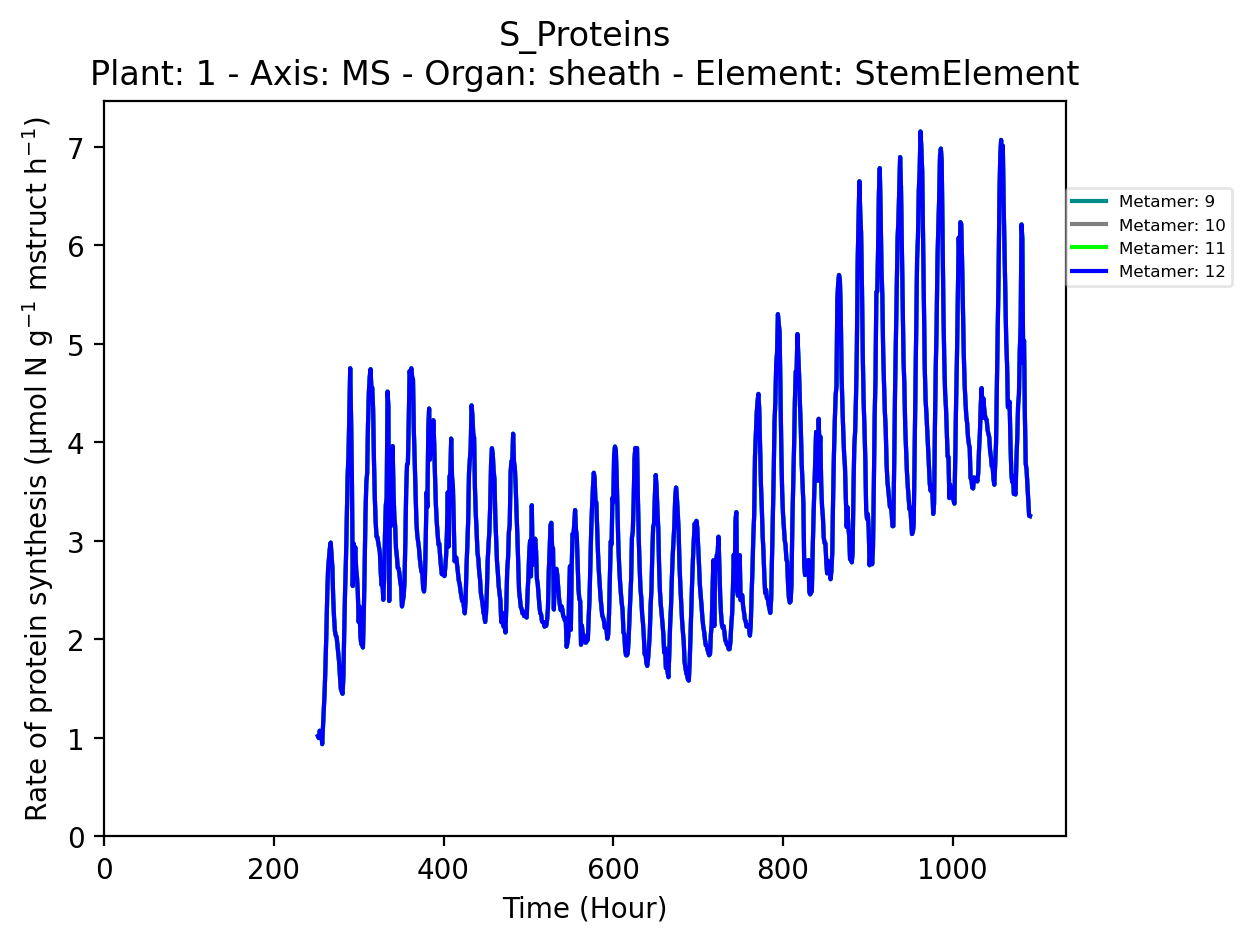 S_Proteins
Plant: 1 - Axis: MS - Organ: sheath - Element: StemElement
Rate of protein synthesis (µmol N g⁻¹ mstruct h⁻¹)
7
6
5
4
3
2
1
0
0 200 400 600 800 1000
Time (Hour)
Metamer: 9
Metamer: 10
Metamer: 11
Metamer: 12